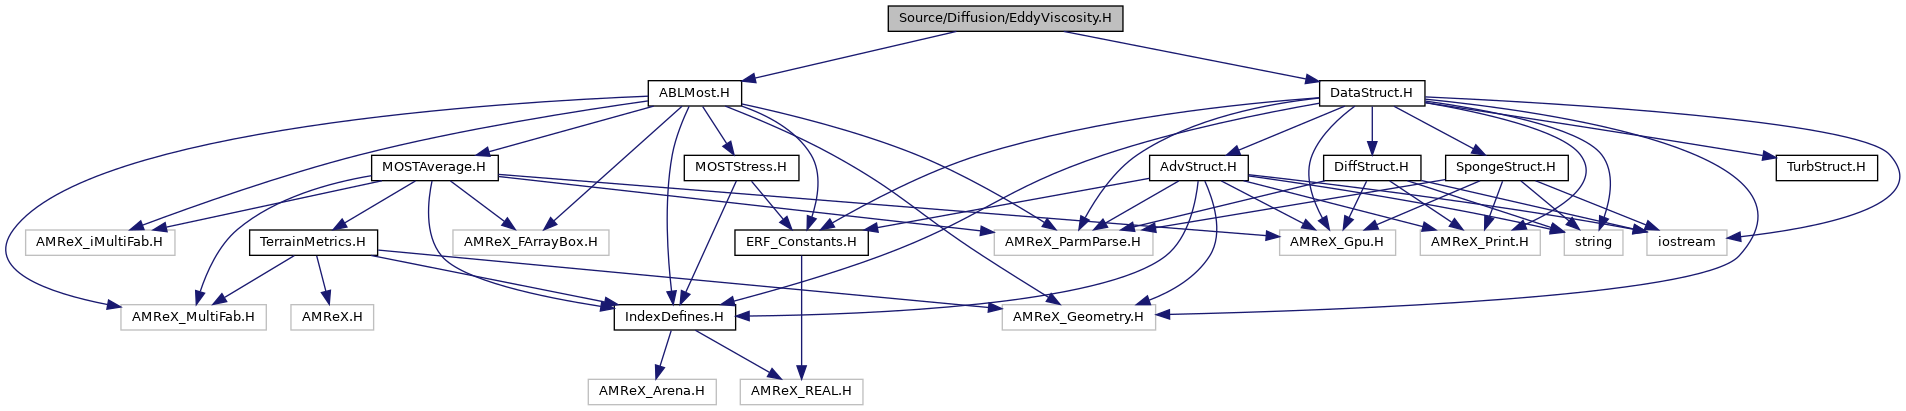 Source/Diffusion/EddyViscosity.H
ABLMost.H
DataStruct.H
MOSTAverage.H
MOSTStress.H
AdvStruct.H
DiffStruct.H
SpongeStruct.H
TurbStruct.H
AMReX_iMultiFab.H
TerrainMetrics.H
AMReX_FArrayBox.H
ERF_Constants.H
AMReX_ParmParse.H
AMReX_Gpu.H
AMReX_Print.H
string
iostream
AMReX_MultiFab.H
AMReX.H
IndexDefines.H
AMReX_Geometry.H
AMReX_Arena.H
AMReX_REAL.H